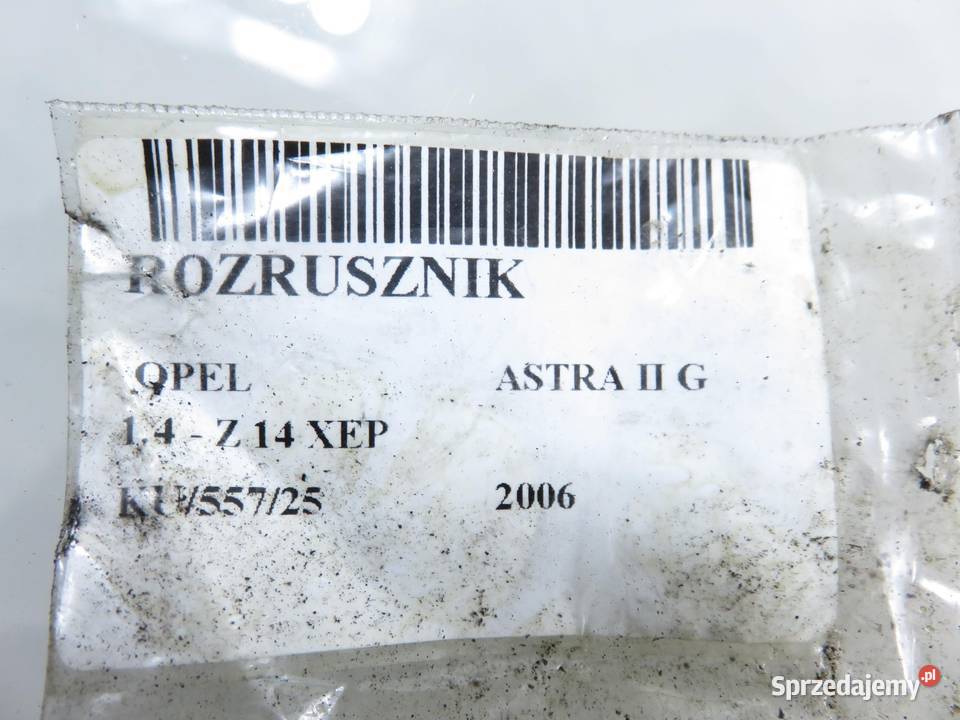 ROZRUSZNIK
OPEL ASTRA II G
1.4 - Z 14 XEP
KU/557/25 2006
Sprzedajemy.pl